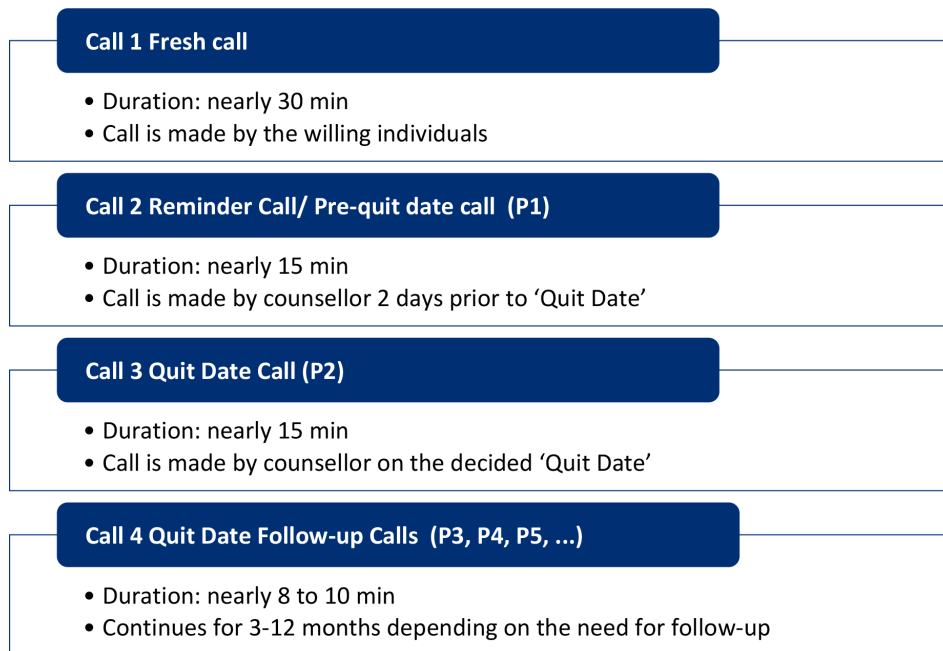 Call 1 Fresh call
• Duration: nearly 30 min
• Call is made by the willing individuals
Call 2 Reminder Call/ Pre-quit date call (P1)
• Duration: nearly 15 min
• Call is made by counsellor 2 days prior to ‘Quit Date’
Call 3 Quit Date Call (P2)
• Duration: nearly 15 min
• Call is made by counsellor on the decided ‘Quit Date’
Call 4 Quit Date Follow-up Calls (P3, P4, P5, ...)
• Duration: nearly 8 to 10 min
• Continues for 3-12 months depending on the need for follow-up